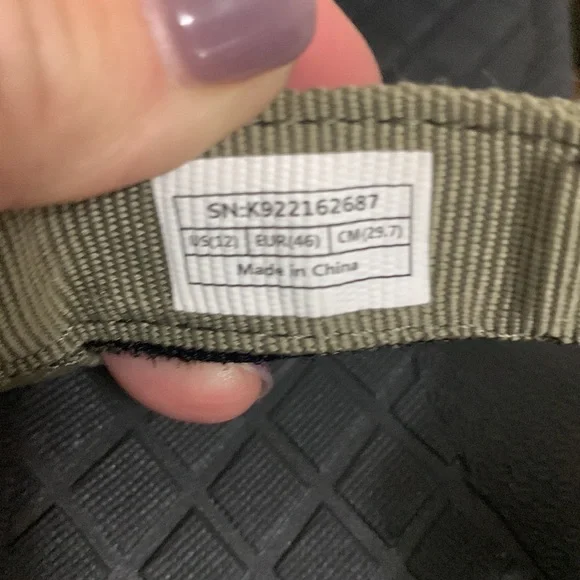 SN:K922162687
US(12) EUR(46) CM(29.7)
Made in China